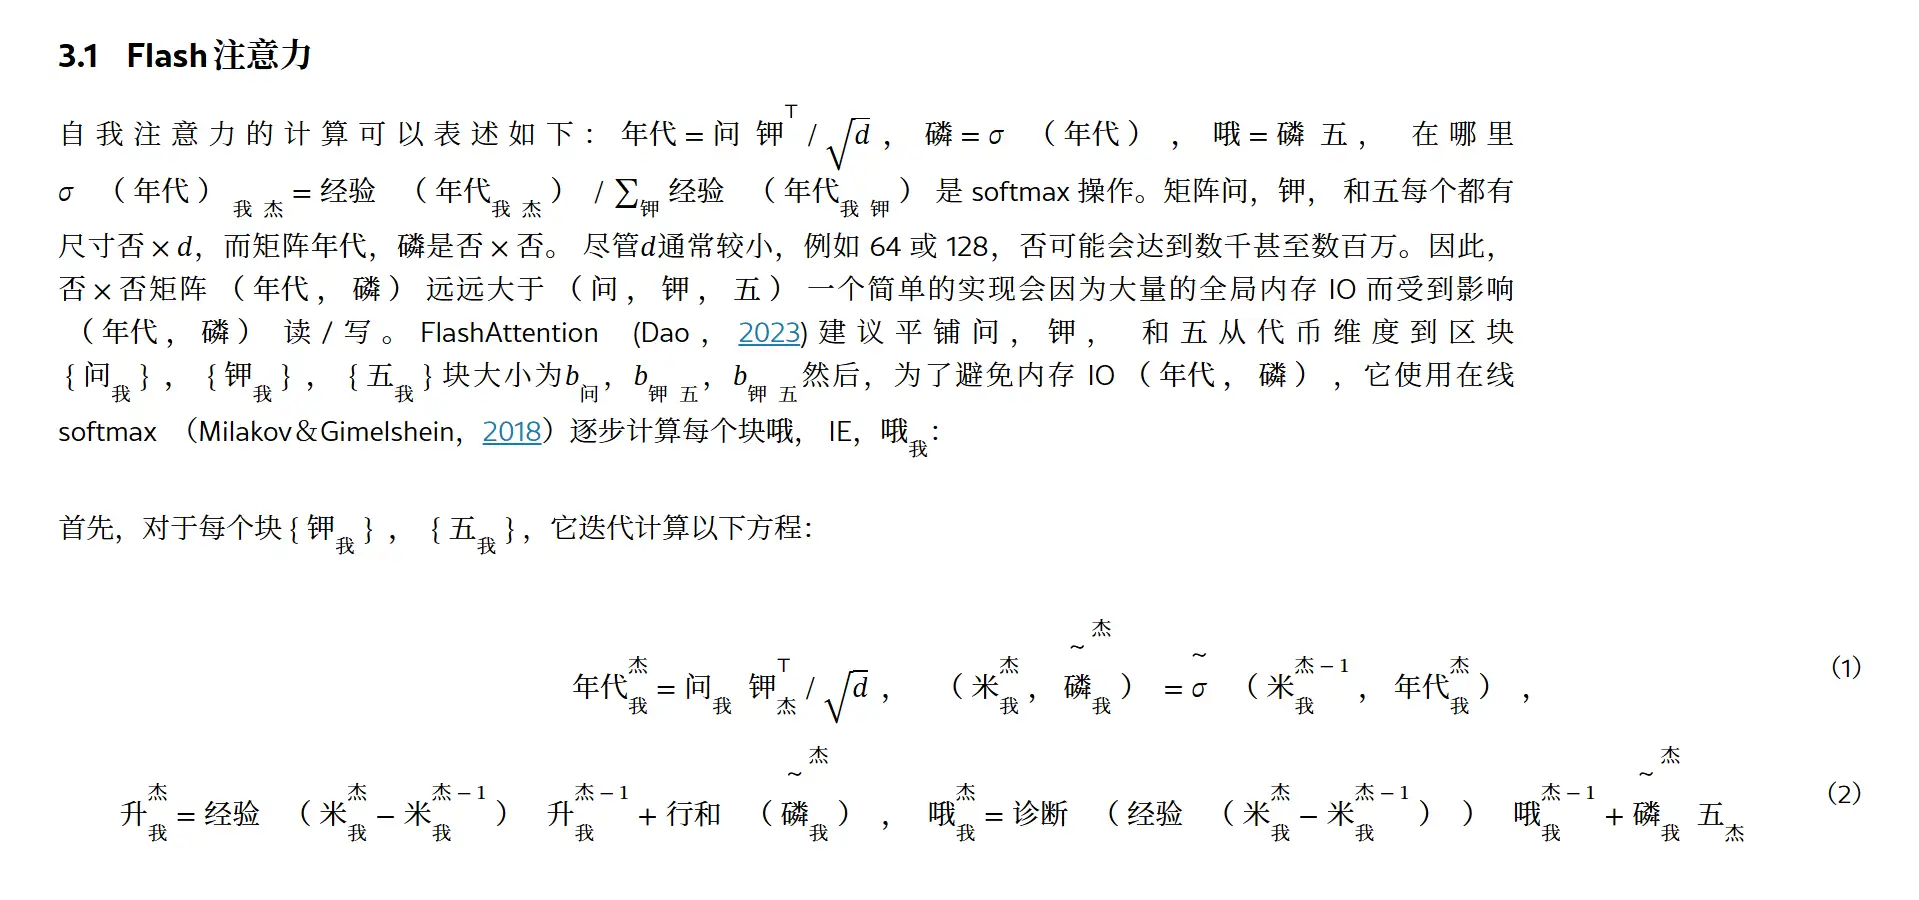 3.1 Flash注意力
自我注意力的计算可以表述如下：年代 = 问 钾⊤/√d，磷 = σ（年代），哦 = 磷 五，在哪里
σ（年代）我 杰 = 经验（年代我 杰）/∑钾 经验（年代我 钾）是 softmax 操作。矩阵问，钾，和五每个都有
尺寸否 × d，而矩阵年代，磷是否 × 否。 尽管d通常较小，例如 64 或 128，否可能会达到数千甚至数百万。因此，
否 × 否矩阵（年代，磷）远远大于（问，钾，五）一个简单的实现会因为大量的全局内存 IO 而受到影响
（年代，磷）读/写。FlashAttention (Dao，2023) 建议平铺问，钾，和五从代币维度到区块
{问我}，{钾我}，{五我}块大小为b问，b钾 五，b钾 五然后，为了避免内存 IO（年代，磷），它使用在线
softmax （Milakov＆Gimelshein，2018）逐步计算每个块哦， IE，哦我：
首先，对于每个块{钾我}，{五我}，它迭代计算以下方程：
年代我杰 = 问我 钾杰⊤/√d，（米我杰，磷~我杰）= σ~（米我杰−1，年代我杰），（1）
升我杰 = 经验（米我杰 − 米我杰−1）升我杰−1 + 行和（磷~我杰），哦我杰 = 诊断（经验（米我杰 − 米我杰−1））哦我杰−1 + 磷~我杰 五杰（2）